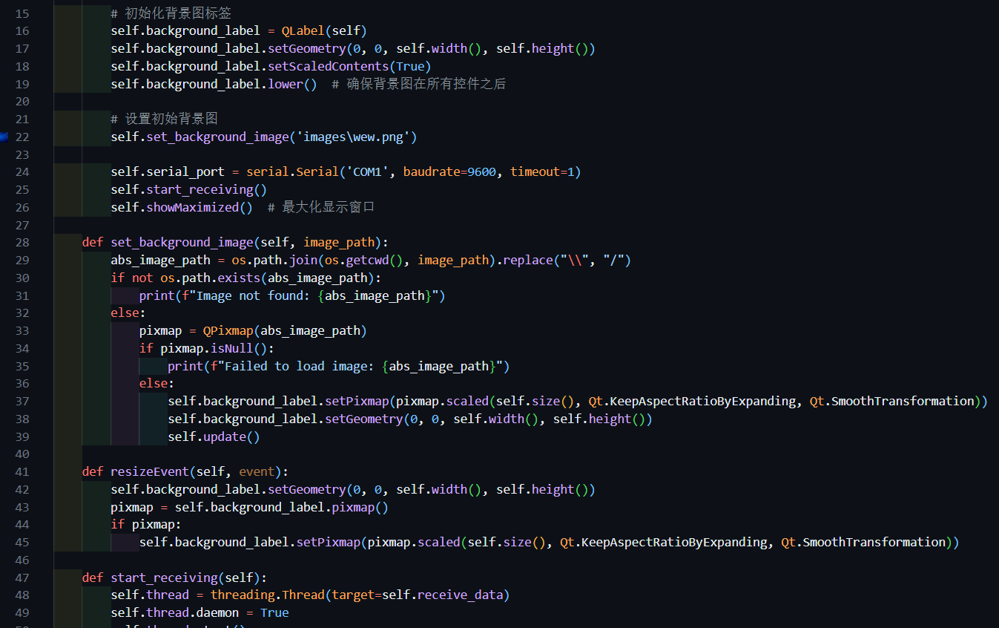 15 # 初始化背景图标签
16 self.background_label = QLabel(self)
17 self.background_label.setGeometry(0, 0, self.width(), self.height())
18 self.background_label.setScaledContents(True)
19 self.background_label.lower()  # 确保背景图在所有控件之后
20
21 # 设置初始背景图
22 self.set_background_image('images\wew.png')
23
24 self.serial_port = serial.Serial('COM1', baudrate=9600, timeout=1)
25 self.start_receiving()
26 self.showMaximized()  # 最大化显示窗口
27
28 def set_background_image(self, image_path):
29 abs_image_path = os.path.join(os.getcwd(), image_path).replace("\\", "/")
30 if not os.path.exists(abs_image_path):
31 print(f"Image not found: {abs_image_path}")
32 else:
33 pixmap = QPixmap(abs_image_path)
34 if pixmap.isNull():
35 print(f"Failed to load image: {abs_image_path}")
36 else:
37 self.background_label.setPixmap(pixmap.scaled(self.size(), Qt.KeepAspectRatioByExpanding, Qt.SmoothTransformation))
38 self.background_label.setGeometry(0, 0, self.width(), self.height())
39 self.update()
40
41 def resizeEvent(self, event):
42 self.background_label.setGeometry(0, 0, self.width(), self.height())
43 pixmap = self.background_label.pixmap()
44 if pixmap:
45 self.background_label.setPixmap(pixmap.scaled(self.size(), Qt.KeepAspectRatioByExpanding, Qt.SmoothTransformation))
46
47 def start_receiving(self):
48 self.thread = threading.Thread(target=self.receive_data)
49 self.thread.daemon = True